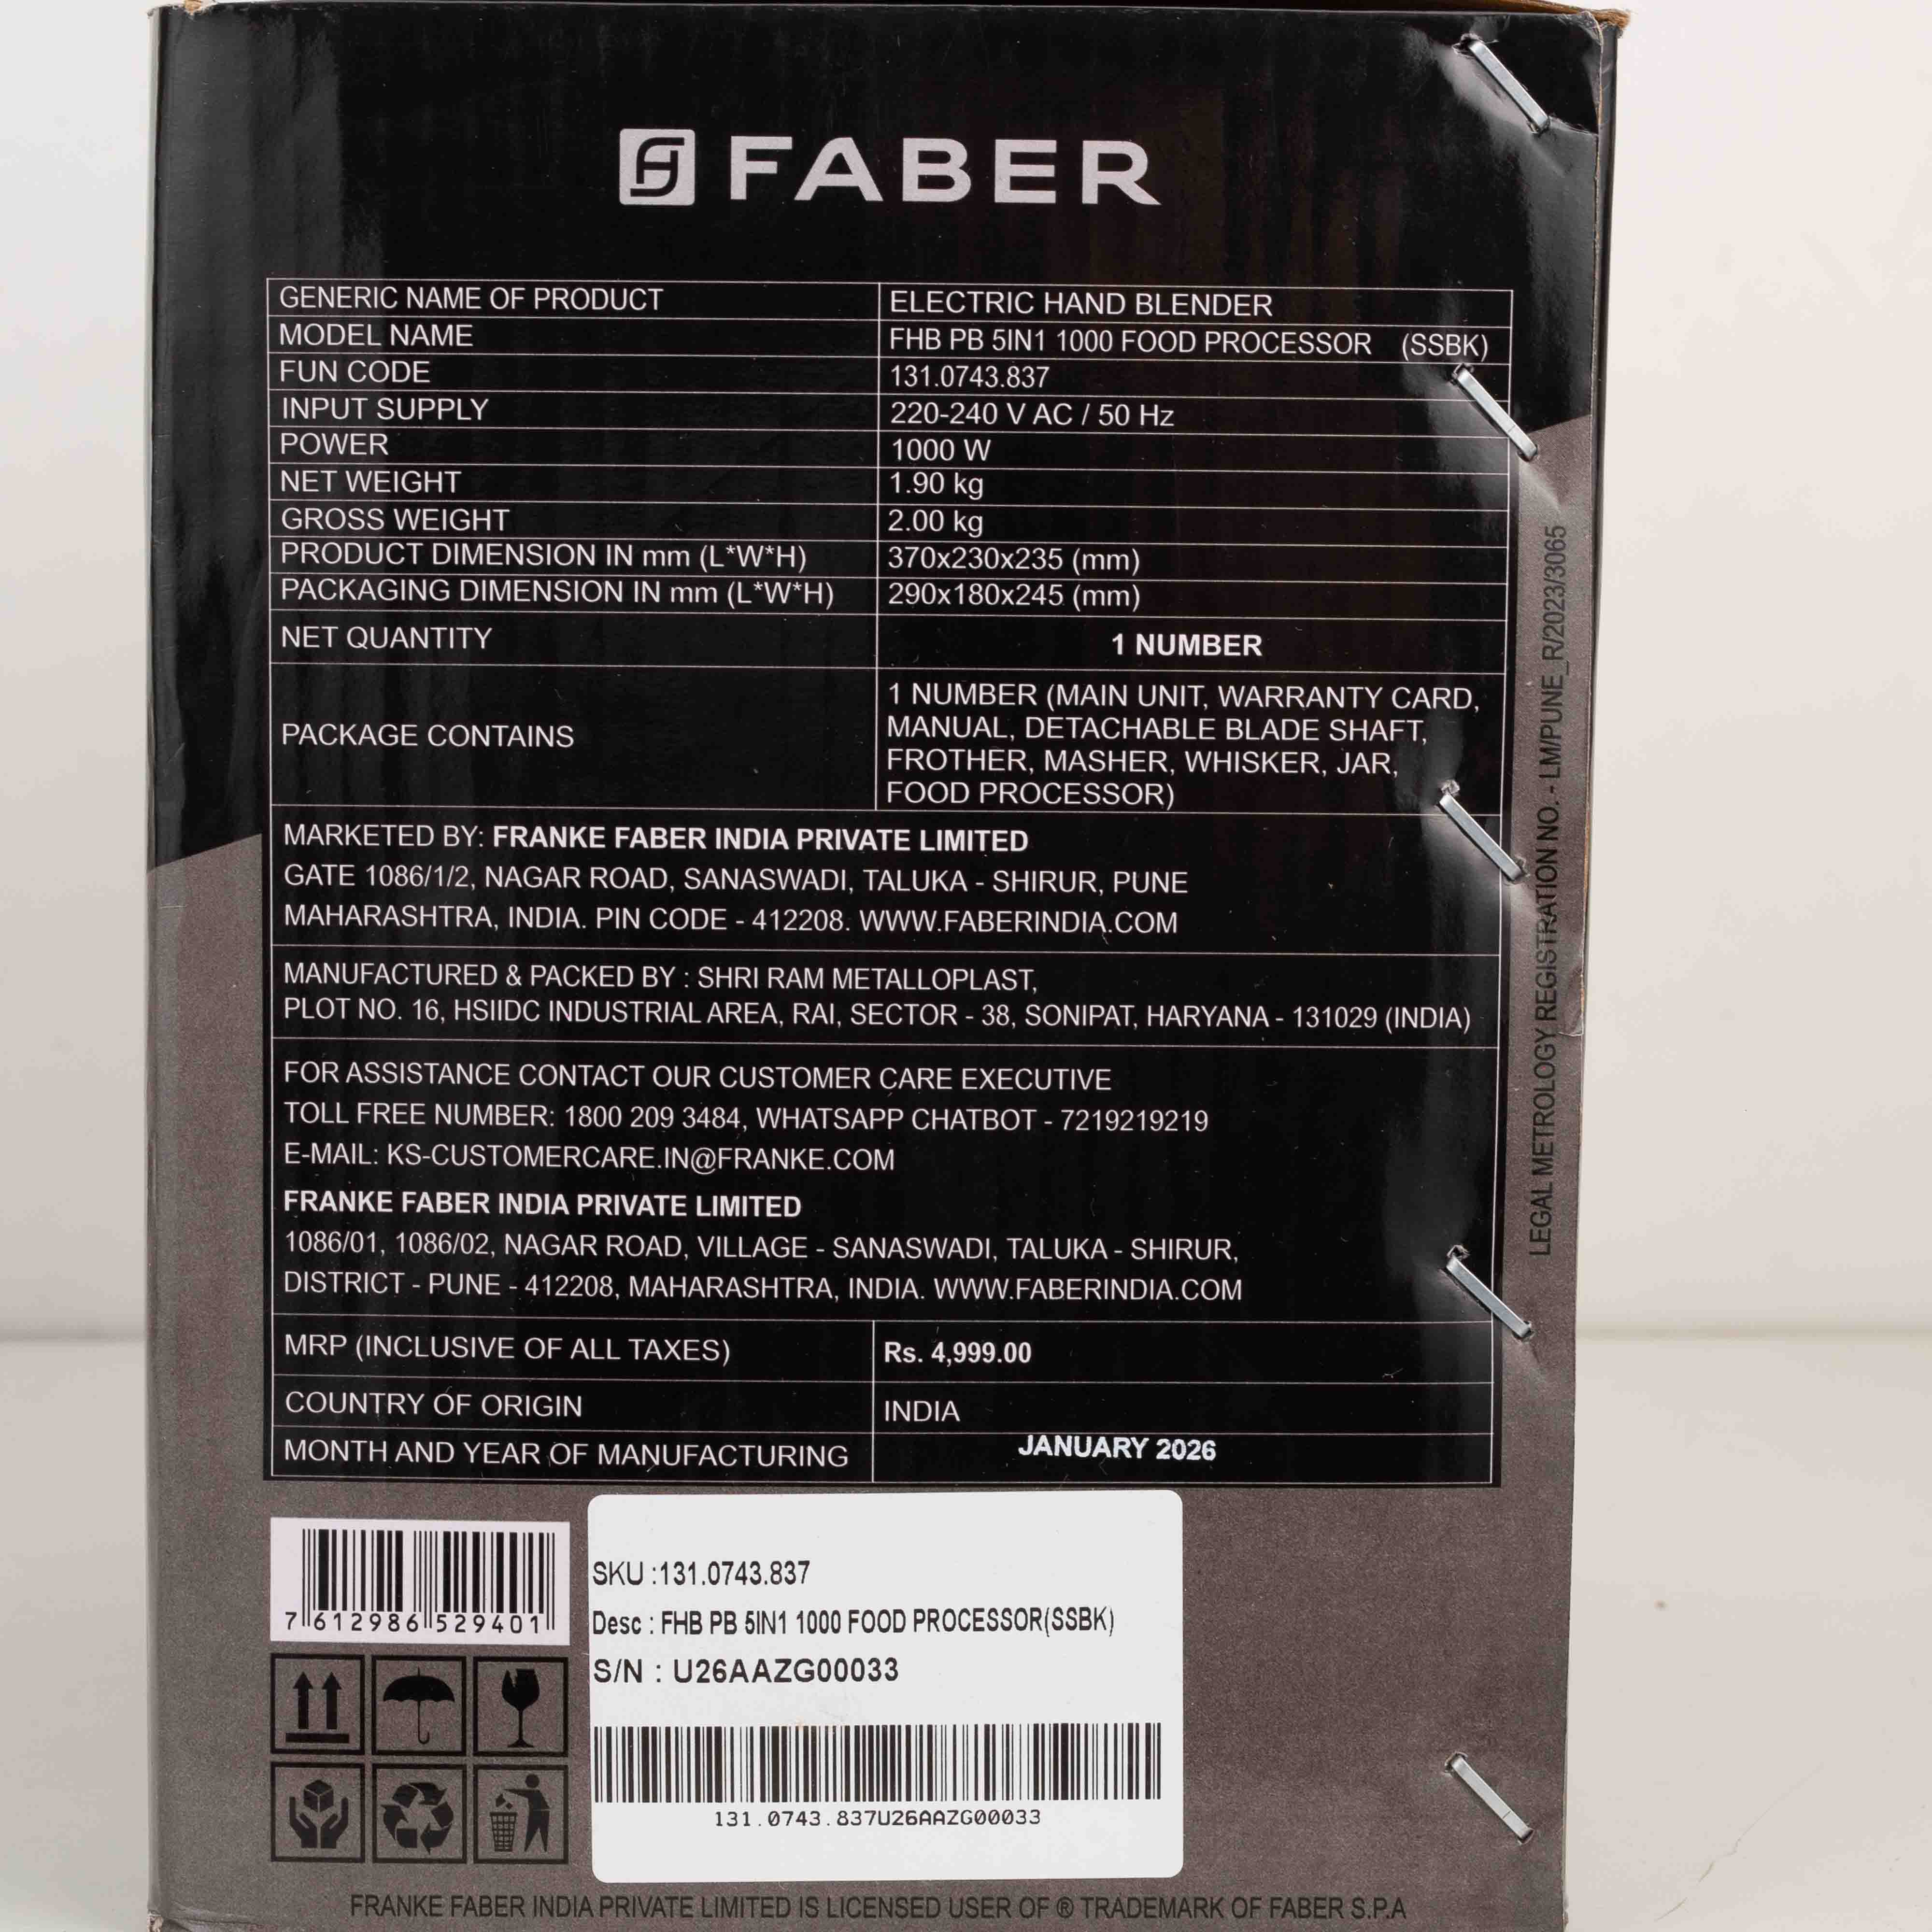 FABER
GENERIC NAME OF PRODUCT ELECTRIC HAND BLENDER
MODEL NAME FHB PB 5IN1 1000 FOOD PROCESSOR (SSBK)
FUN CODE 131.0743.837
INPUT SUPPLY 220-240 V AC / 50 Hz
POWER 1000 W
NET WEIGHT 1.90 kg
GROSS WEIGHT 2.00 kg
PRODUCT DIMENSION IN mm (L*W*H) 370x230x235 (mm)
PACKAGING DIMENSION IN mm (L*W*H) 290x180x245 (mm)
NET QUANTITY 1 NUMBER
PACKAGE CONTAINS
1 NUMBER (MAIN UNIT, WARRANTY CARD,
MANUAL, DETACHABLE BLADE SHAFT,
FROTHER, MASHER, WHISKER, JAR,
FOOD PROCESSOR)
MARKETED BY: FRANKE FABER INDIA PRIVATE LIMITED
GATE 1086/1/2, NAGAR ROAD, SANASWADI, TALUKA - SHIRUR, PUNE
MAHARASHTRA, INDIA. PIN CODE - 412208. WWW.FABERINDIA.COM
MANUFACTURED & PACKED BY : SHRI RAM METALLOPLAST,
PLOT NO. 16, HSIIDC INDUSTRIAL AREA, RAI, SECTOR - 38, SONIPAT, HARYANA - 131029 (INDIA)
FOR ASSISTANCE CONTACT OUR CUSTOMER CARE EXECUTIVE
TOLL FREE NUMBER: 1800 209 3484, WHATSAPP CHATBOT - 7219219219
E-MAIL: KS-CUSTOMERCARE.IN@FRANKE.COM
FRANKE FABER INDIA PRIVATE LIMITED
1086/01, 1086/02, NAGAR ROAD, VILLAGE - SANASWADI, TALUKA - SHIRUR,
DISTRICT - PUNE - 412208, MAHARASHTRA, INDIA. WWW.FABERINDIA.COM
MRP (INCLUSIVE OF ALL TAXES) Rs. 4,999.00
COUNTRY OF ORIGIN INDIA
MONTH AND YEAR OF MANUFACTURING JANUARY 2026
LEGAL METROLOGY REGISTRATION NO. - LM/PUNE_R/2023/3065
7 612986 529401
SKU :131.0743.837
Desc : FHB PB 5IN1 1000 FOOD PROCESSOR(SSBK)
S/N : U26AAZG00033
131.0743.837U26AAZG00033
FRANKE FABER INDIA PRIVATE LIMITED IS LICENSED USER OF ® TRADEMARK OF FABER S.P.A